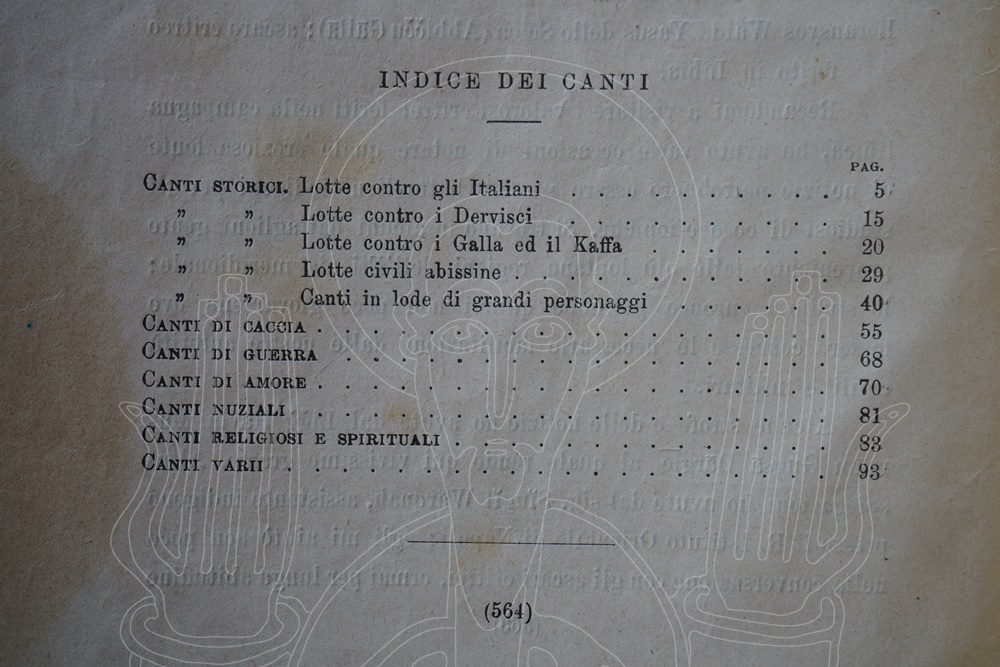 INDICE DEI CANTI
PAG.
CANTI STORICI. Lotte contro gli Italiani . . . . . . . . . . 5
" " Lotte contro i Dervisci . . . . . . . . . . 15
" " Lotte contro i Galla ed il Kaffa . . . . . . . 20
" " Lotte civili abissine . . . . . . . . . . . 29
" " Canti in lode di grandi personaggi . . . . . . 40
CANTI DI CACCIA . . . . . . . . . . . . . . . . . . 55
CANTI DI GUERRA . . . . . . . . . . . . . . . . . . 68
CANTI DI AMORE . . . . . . . . . . . . . . . . . . 70
CANTI NUZIALI . . . . . . . . . . . . . . . . . . . 81
CANTI RELIGIOSI E SPIRITUALI . . . . . . . . . . . . . . 83
CANTI VARII . . . . . . . . . . . . . . . . . . . . 93
(564)